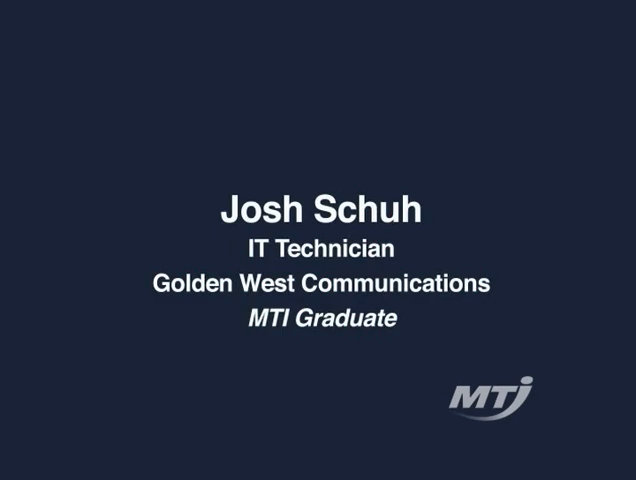 Josh Schuh
IT Technician
Golden West Communications
MTI Graduate
MTI